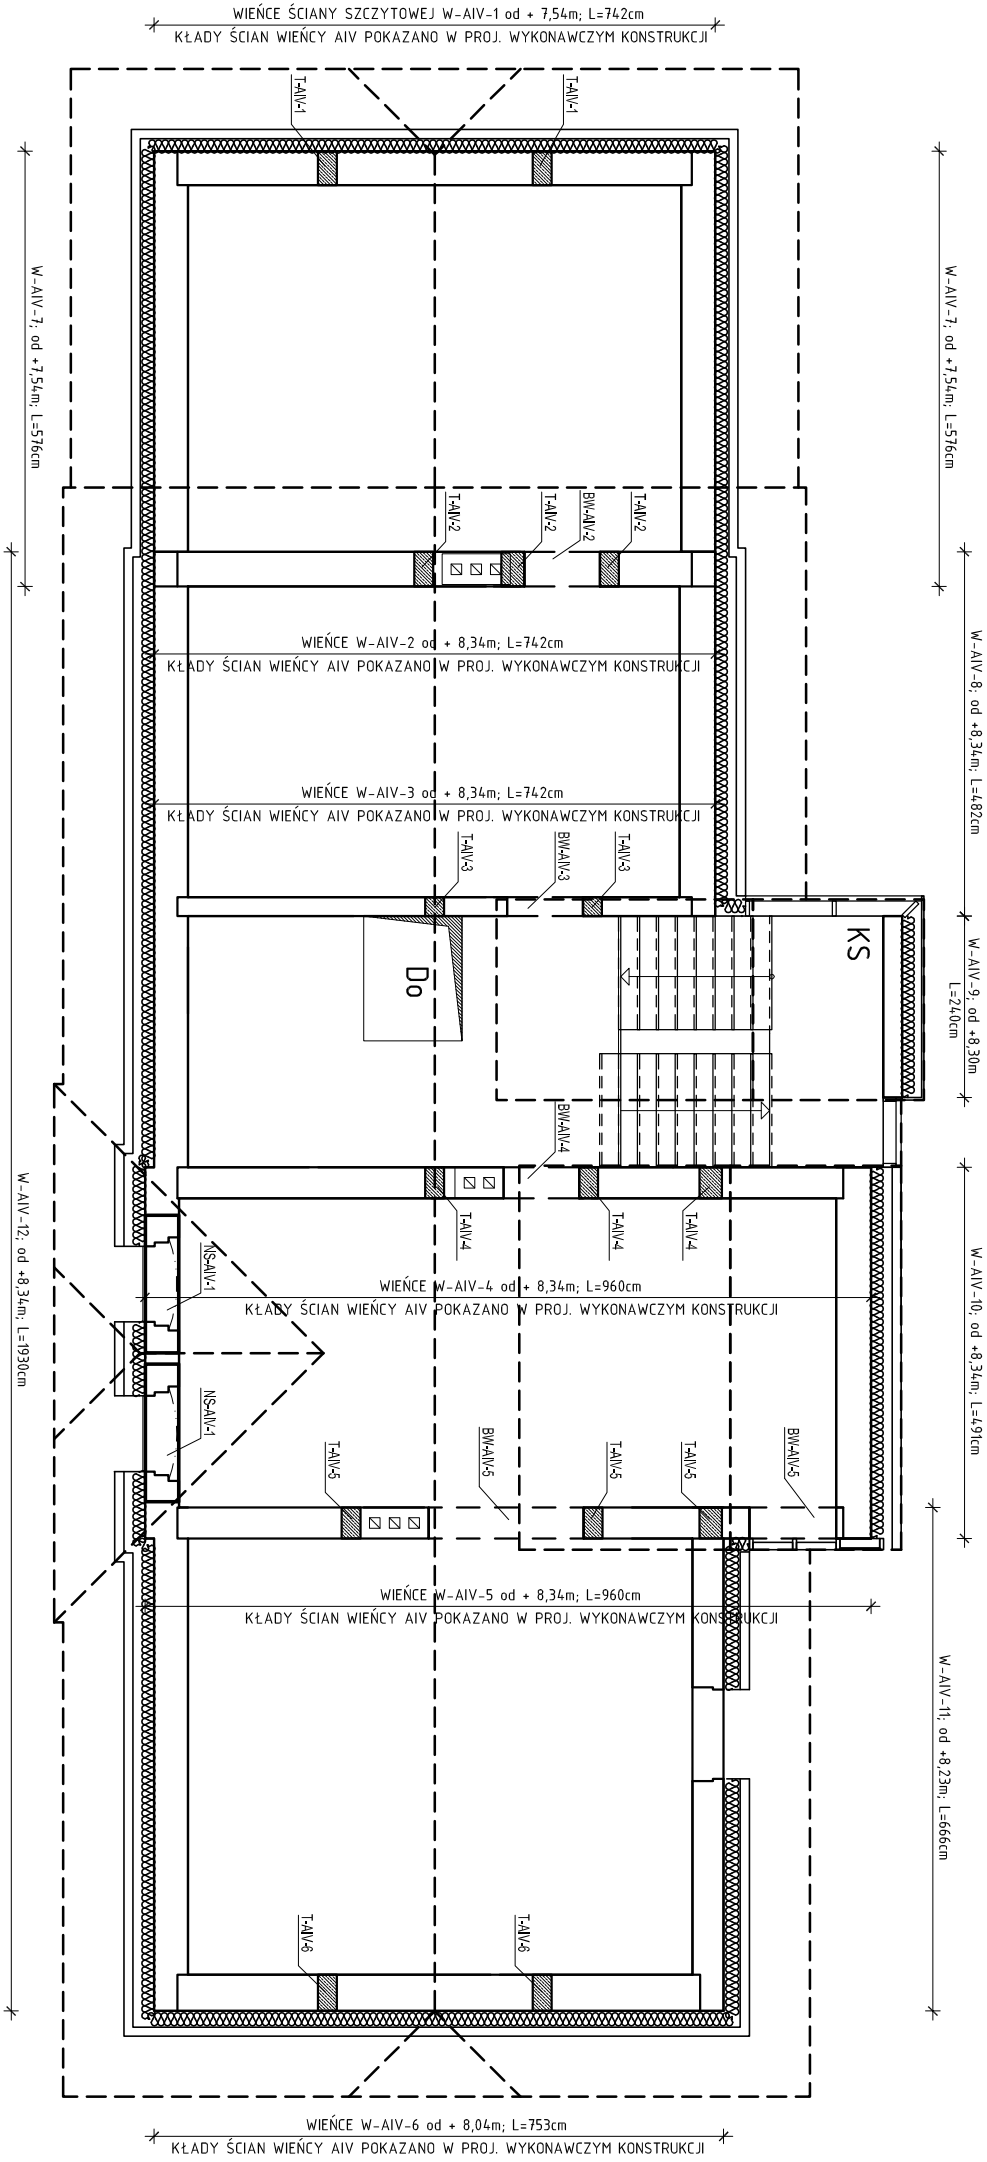 WIEŃCE ŚCIANY SZCZYTOWEJ W-AIV-1 od + 7,54m; L=742cm
KŁADY ŚCIAN WIEŃCY AIV POKAZANO W PROJ. WYKONAWCZYM KONSTRUKCJI
T-AIV-1
T-AIV-1
W-AIV-7; od +7,54m; L=576cm
W-AIV-7; od +7,54m; L=576cm
T-AIV-2
T-AIV-2
BW-AIV-2
T-AIV-2
WIEŃCE W-AIV-2 od + 8,34m; L=742cm
KŁADY ŚCIAN WIEŃCY AIV POKAZANO W PROJ. WYKONAWCZYM KONSTRUKCJI
W-AIV-8; od +8,34m; L=482cm
WIEŃCE W-AIV-3 od + 8,34m; L=742cm
KŁADY ŚCIAN WIEŃCY AIV POKAZANO W PROJ. WYKONAWCZYM KONSTRUKCJI
T-AIV-3
BW-AIV-3
T-AIV-3
KS
Do
W-AIV-9; od +8,30m
L=240cm
BW-AIV-4
T-AIV-4
T-AIV-4
T-AIV-4
W-AIV-12; od +8,34m; L=1930cm
NS-AIV-1
WIEŃCE W-AIV-4 od + 8,34m; L=960cm
KŁADY ŚCIAN WIEŃCY AIV POKAZANO W PROJ. WYKONAWCZYM KONSTRUKCJI
W-AIV-10; od +8,34m; L=491cm
NS-AIV-1
T-AIV-5
BW-AIV-5
T-AIV-5
T-AIV-5
BW-AIV-5
WIEŃCE W-AIV-5 od + 8,34m; L=960cm
KŁADY ŚCIAN WIEŃCY AIV POKAZANO W PROJ. WYKONAWCZYM KONSTRUKCJI
W-AIV-11; od +8,23m; L=666cm
T-AIV-6
T-AIV-6
WIEŃCE W-AIV-6 od + 8,04m; L=753cm
KŁADY ŚCIAN WIEŃCY AIV POKAZANO W PROJ. WYKONAWCZYM KONSTRUKCJI